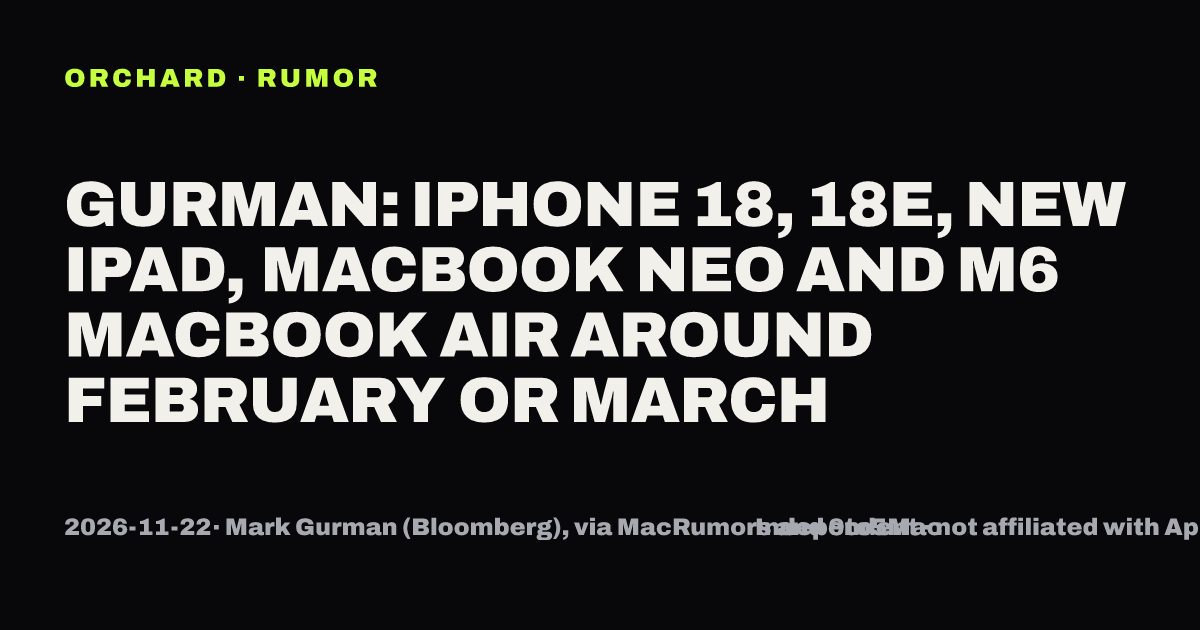 ORCHARD · RUMOR
GURMAN: IPHONE 18, 18E, NEW
IPAD, MACBOOK NEO AND M6
MACBOOK AIR AROUND
FEBRUARY OR MARCH
2026-11-22· Mark Gurman (Bloomberg), via MacRumors not affiliated with Ap